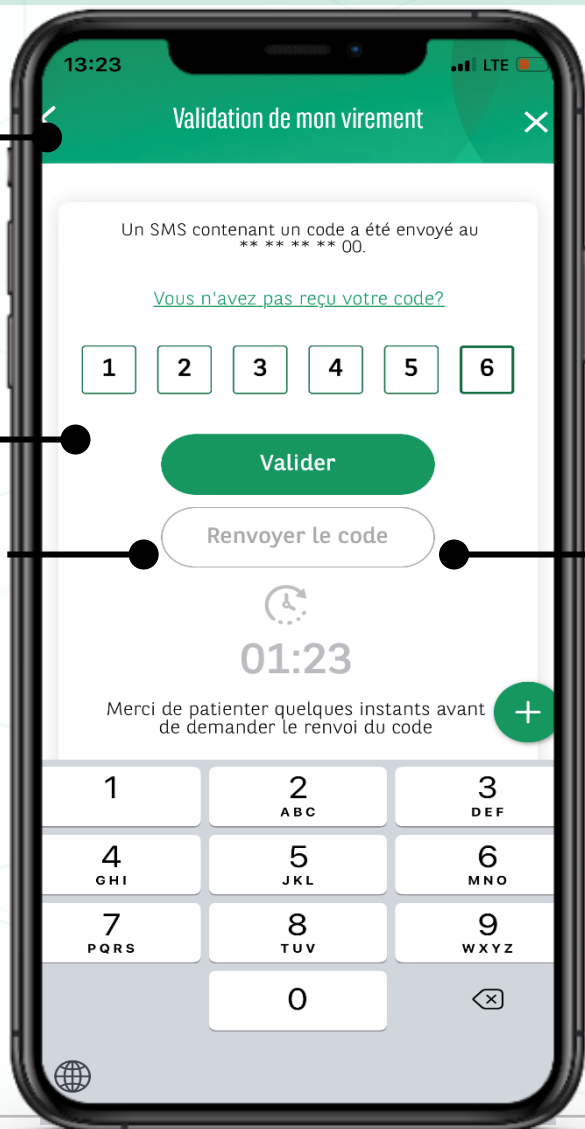 13:23
LTE
Validation de mon virement
Un SMS contenant un code a été envoyé au
** ** ** ** 00.
Vous n'avez pas reçu votre code?
1 2 3 4 5 6
Valider
Renvoyer le code
01:23
Merci de patienter quelques instants avant
de demander le renvoi du code
+
1 2 3
ABC DEF
4 5 6
GHI JKL MNO
7 8 9
PQRS TUV WXYZ
0